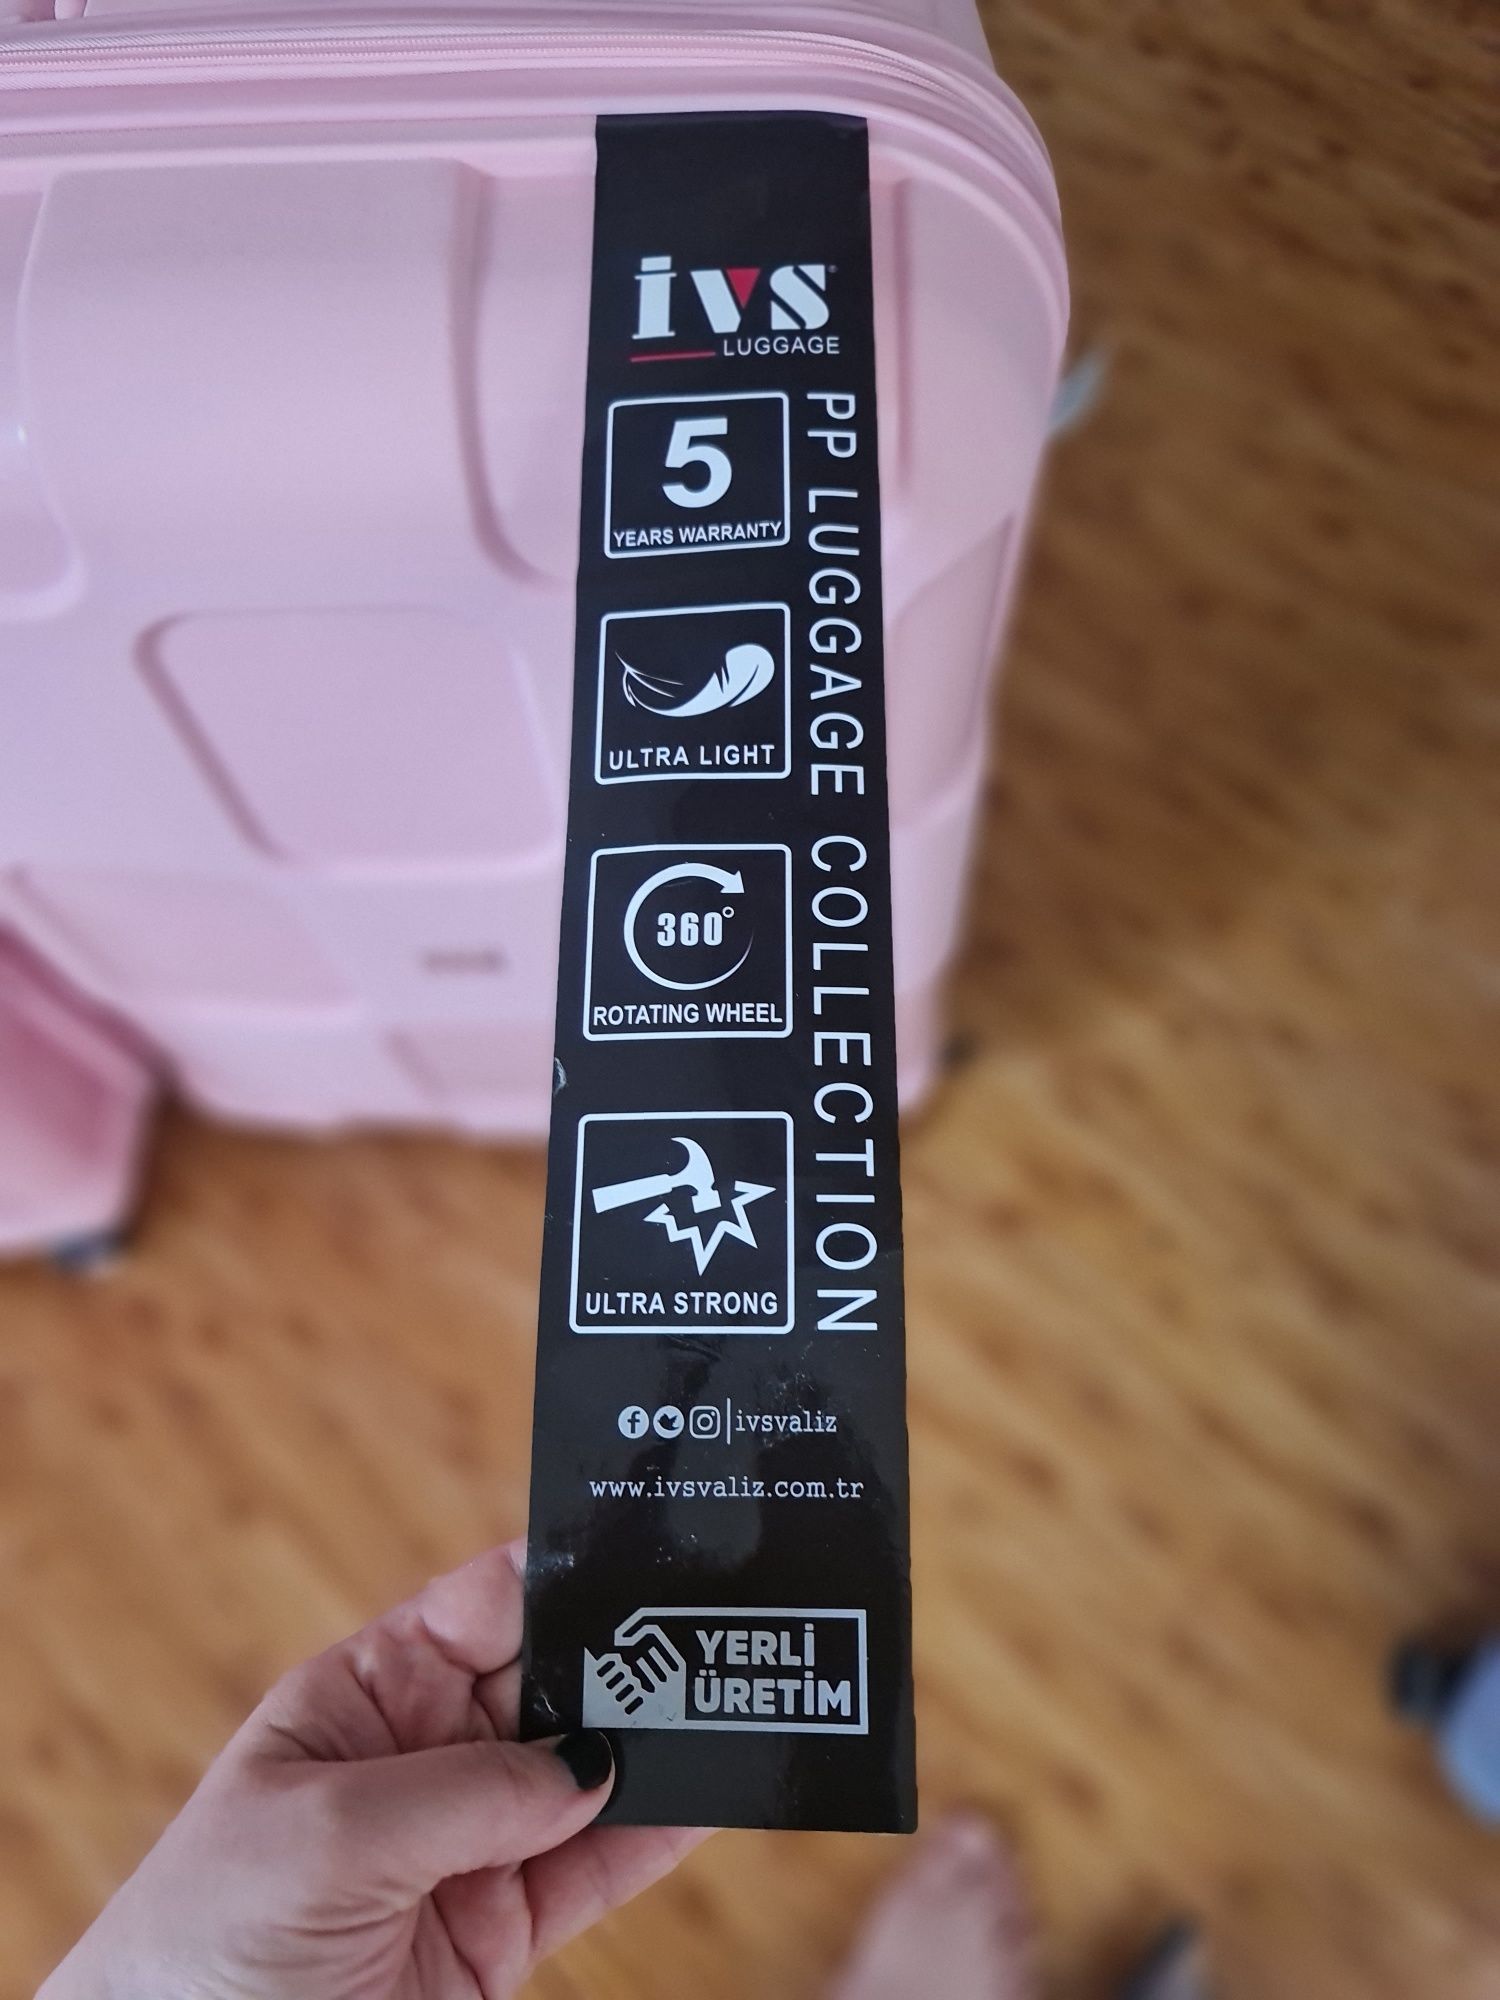 İVS
LUGGAGE
PP LUGGAGE COLLECTION
5
YEARS WARRANTY
ULTRA LIGHT
360°
ROTATING WHEEL
ULTRA STRONG
ivsvaliz
www.ivsvaliz.com.tr
YERLİ
ÜRETİM